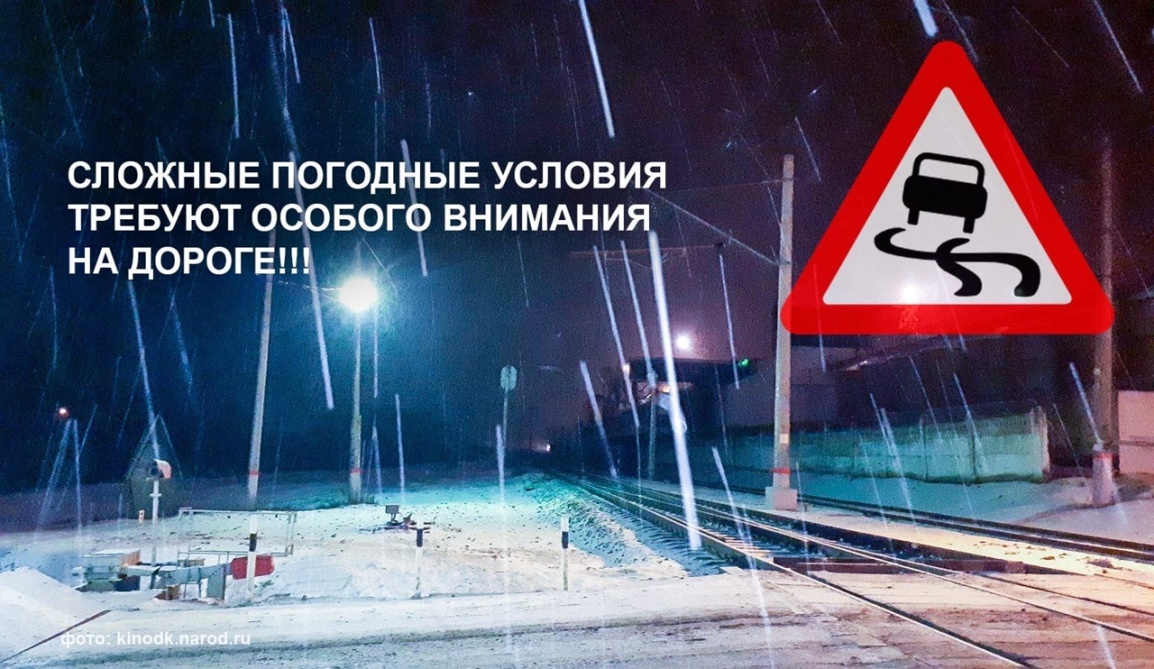 СЛОЖНЫЕ ПОГОДНЫЕ УСЛОВИЯ
ТРЕБУЮТ ОСОБОГО ВНИМАНИЯ
НА ДОРОГЕ!!!
фото: kinodk.narod.ru